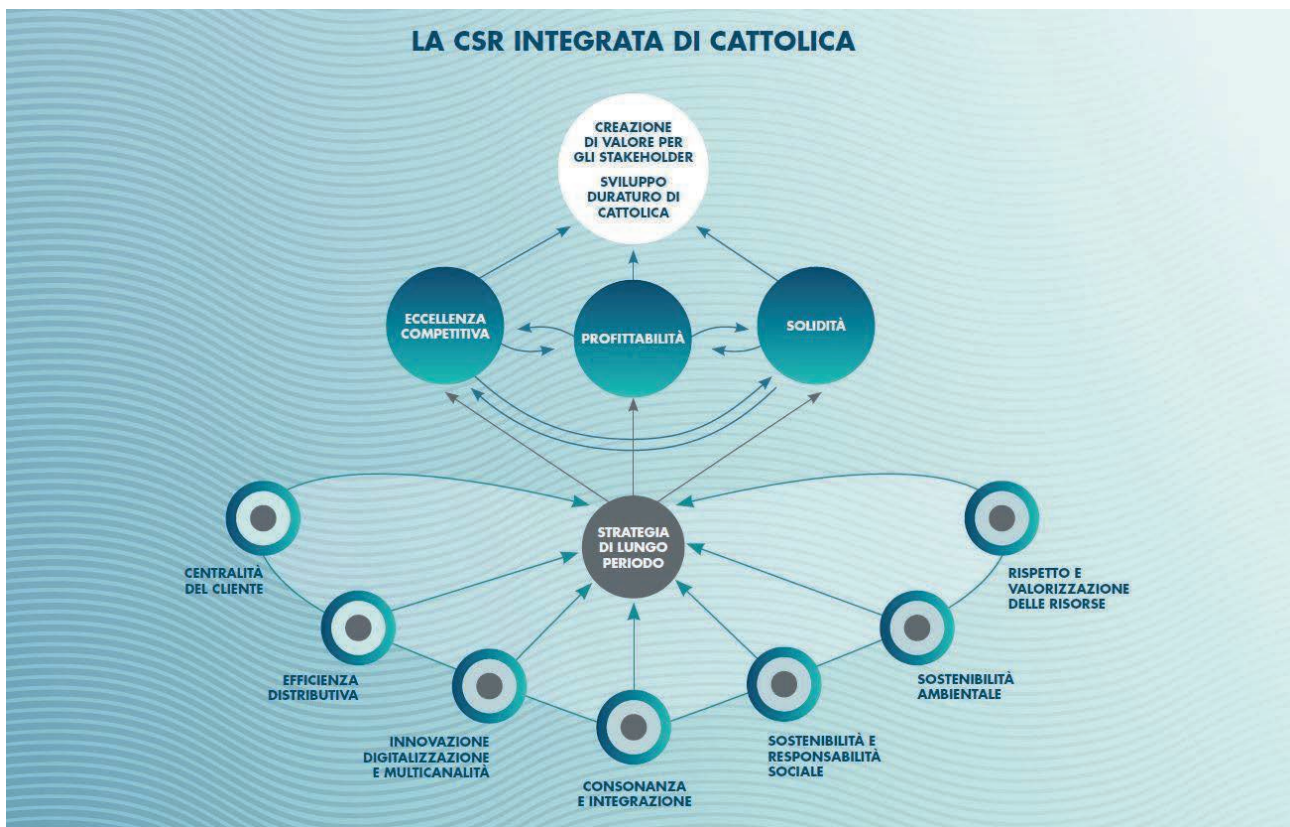 LA CSR INTEGRATA DI CATTOLICA
CREAZIONE
DI VALORE PER
GLI STAKEHOLDER
SVILUPPO
DURATURO DI
CATTOLICA
ECCELLENZA
COMPETITIVA
PROFITTABILITÀ
SOLIDITÀ
STRATEGIA
DI LUNGO
PERIODO
CENTRALITÀ
DEL CLIENTE
EFFICIENZA
DISTRIBUTIVA
INNOVAZIONE
DIGITALIZZAZIONE
E MULTICANALITÀ
CONSONANZA
E INTEGRAZIONE
SOSTENIBILITÀ E
RESPONSABILITÀ
SOCIALE
SOSTENIBILITÀ
AMBIENTALE
RISPETTO E
VALORIZZAZIONE
DELLE RISORSE